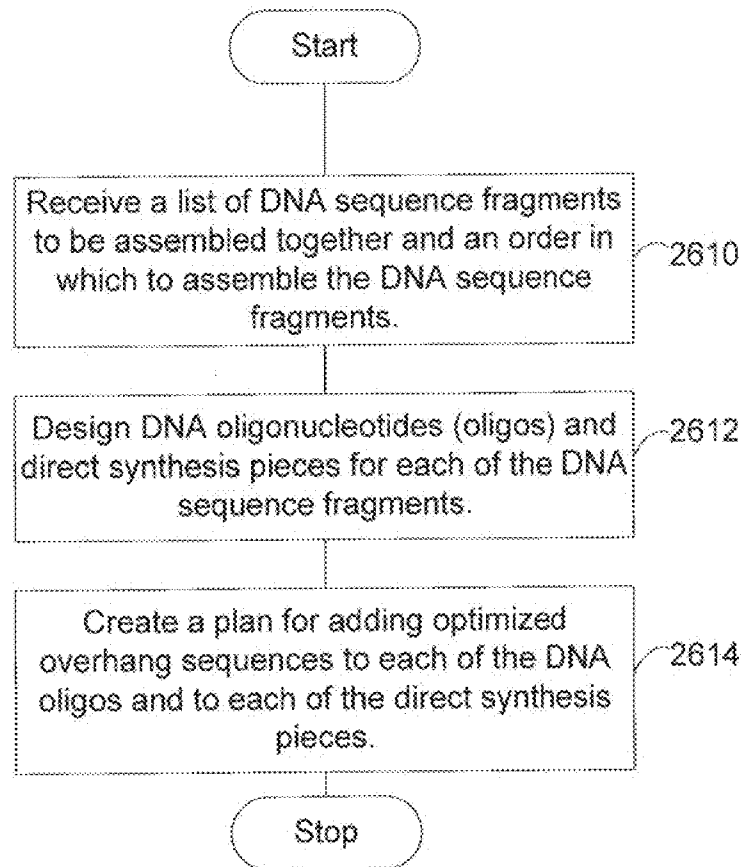 Start
Receive a list of DNA sequence fragments
to be assembled together and an order in
which to assemble the DNA sequence
fragments.
2610
Design DNA oligonucleotides (oligos) and
direct synthesis pieces for each of the DNA
sequence fragments.
2612
Create a plan for adding optimized
overhang sequences to each of the DNA
oligos and to each of the direct synthesis
pieces.
2614
Stop